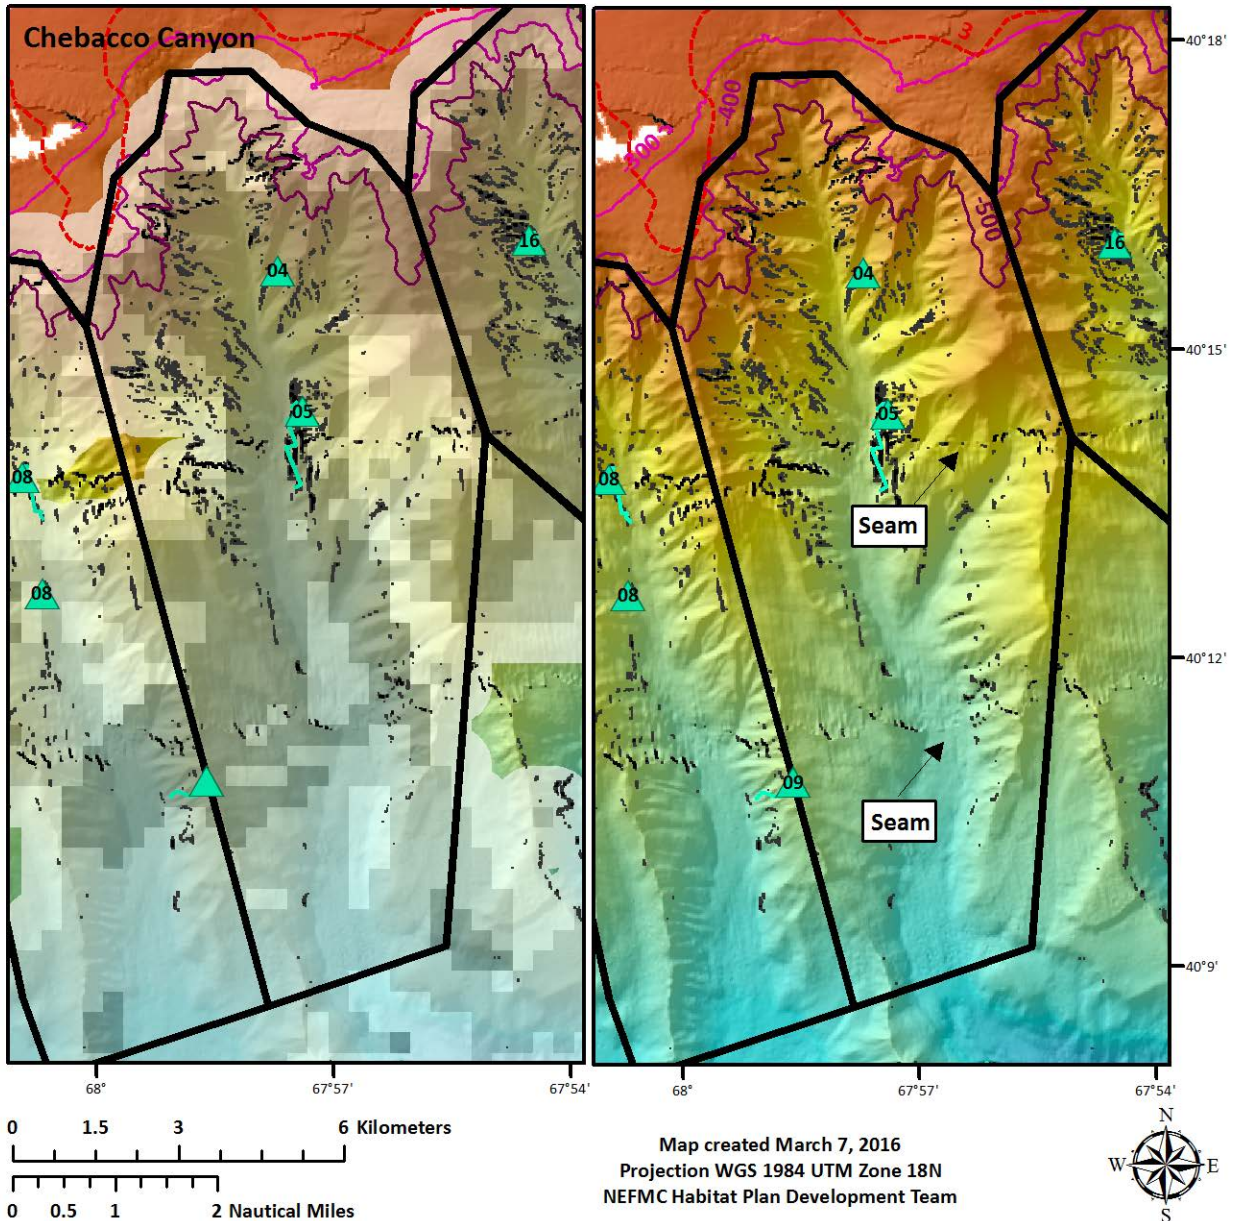 Chebacco Canyon
16
04
05
08
08
3
-400
-300
-500
16
04
05
08
08
09
Seam
Seam
40°18'
40°15'
40°12'
40°9'
68°
67°57'
67°54'
68°
67°57'
67°54'
0 1.5 3 6 Kilometers
0 0.5 1 2 Nautical Miles
Map created March 7, 2016
Projection WGS 1984 UTM Zone 18N
NEFMC Habitat Plan Development Team
N
W E
S